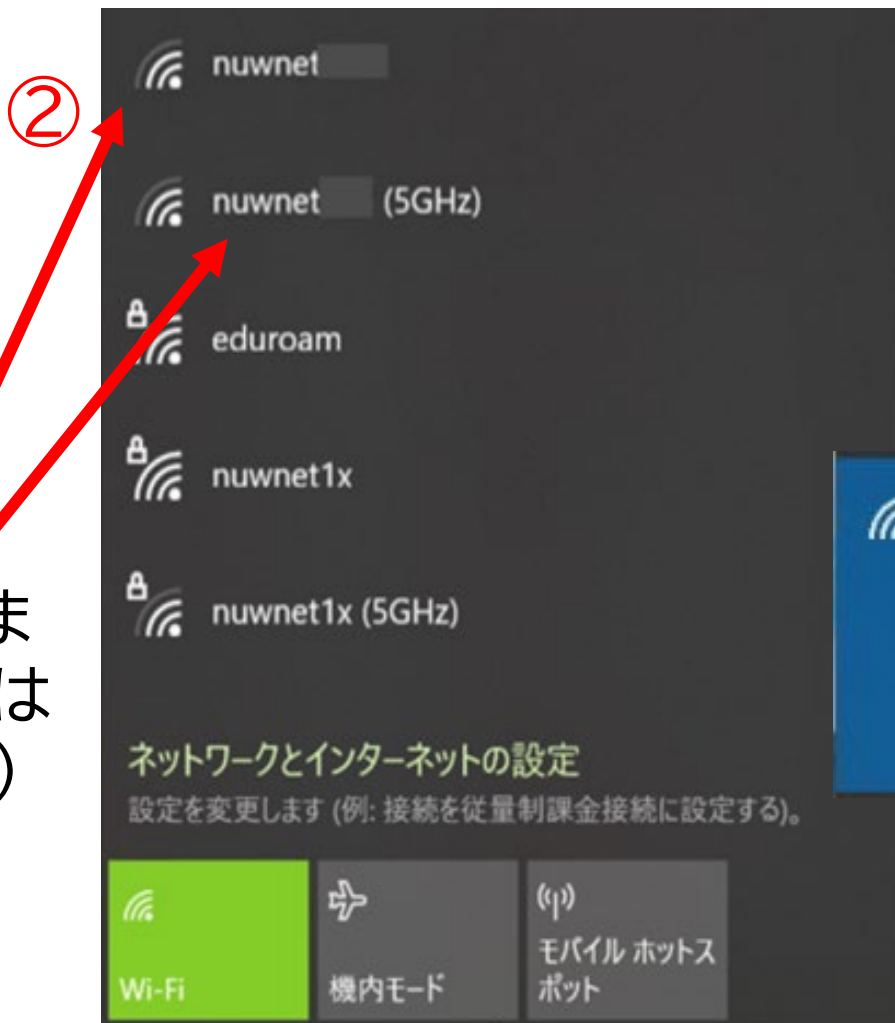 ②
nuwnet
nuwnet (5GHz)
eduroam
nuwnet1x
nuwnet1x (5GHz)
ま
は
)
ネットワークとインターネットの設定
設定を変更します (例: 接続を従量制課金接続に設定する)。
Wi-Fi
機内モード
モバイル ホットス
ポット